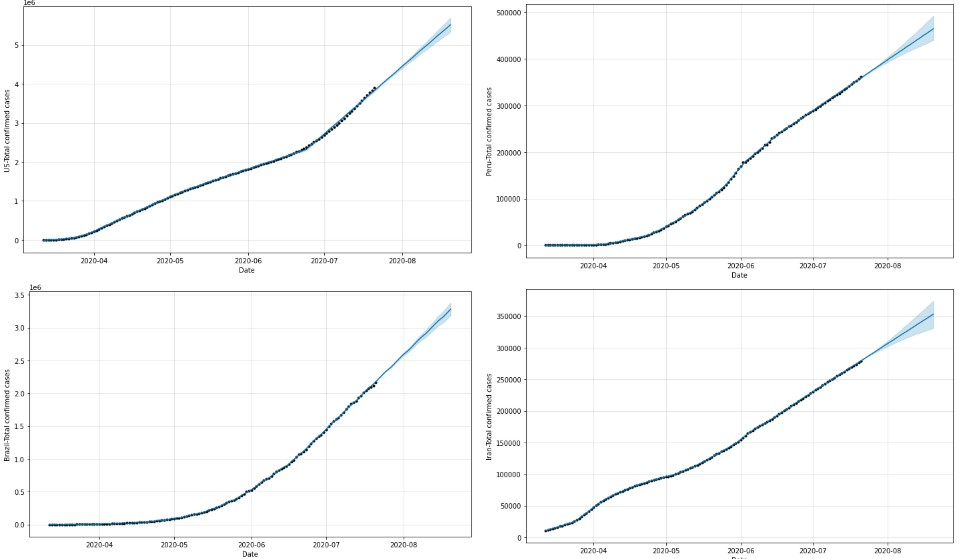 1e6
US-Total confirmed cases
5
4
3
2
1
0
2020-04 2020-05 2020-06 2020-07 2020-08
Date
Peru-Total confirmed cases
500000
400000
300000
200000
100000
0
2020-04 2020-05 2020-06 2020-07 2020-08
Date
1e6
Brazil-Total confirmed cases
3.5
3.0
2.5
2.0
1.5
1.0
0.5
0.0
2020-04 2020-05 2020-06 2020-07 2020-08
Date
Iran-Total confirmed cases
350000
300000
250000
200000
150000
100000
50000
0
2020-04 2020-05 2020-06 2020-07 2020-08
Date